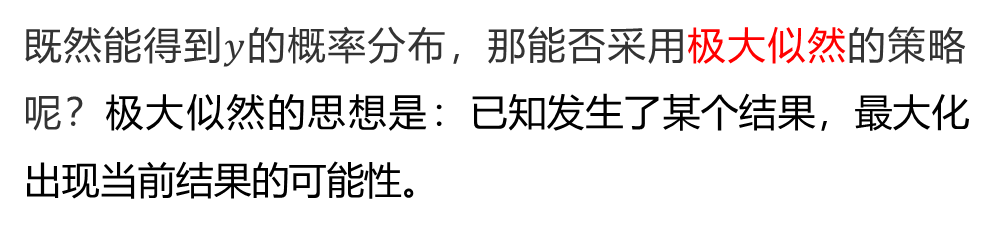 既然能得到𝑦的概率分布，那能否采用极大似然的策略
呢？极大似然的思想是：已知发生了某个结果，最大化
出现当前结果的可能性。